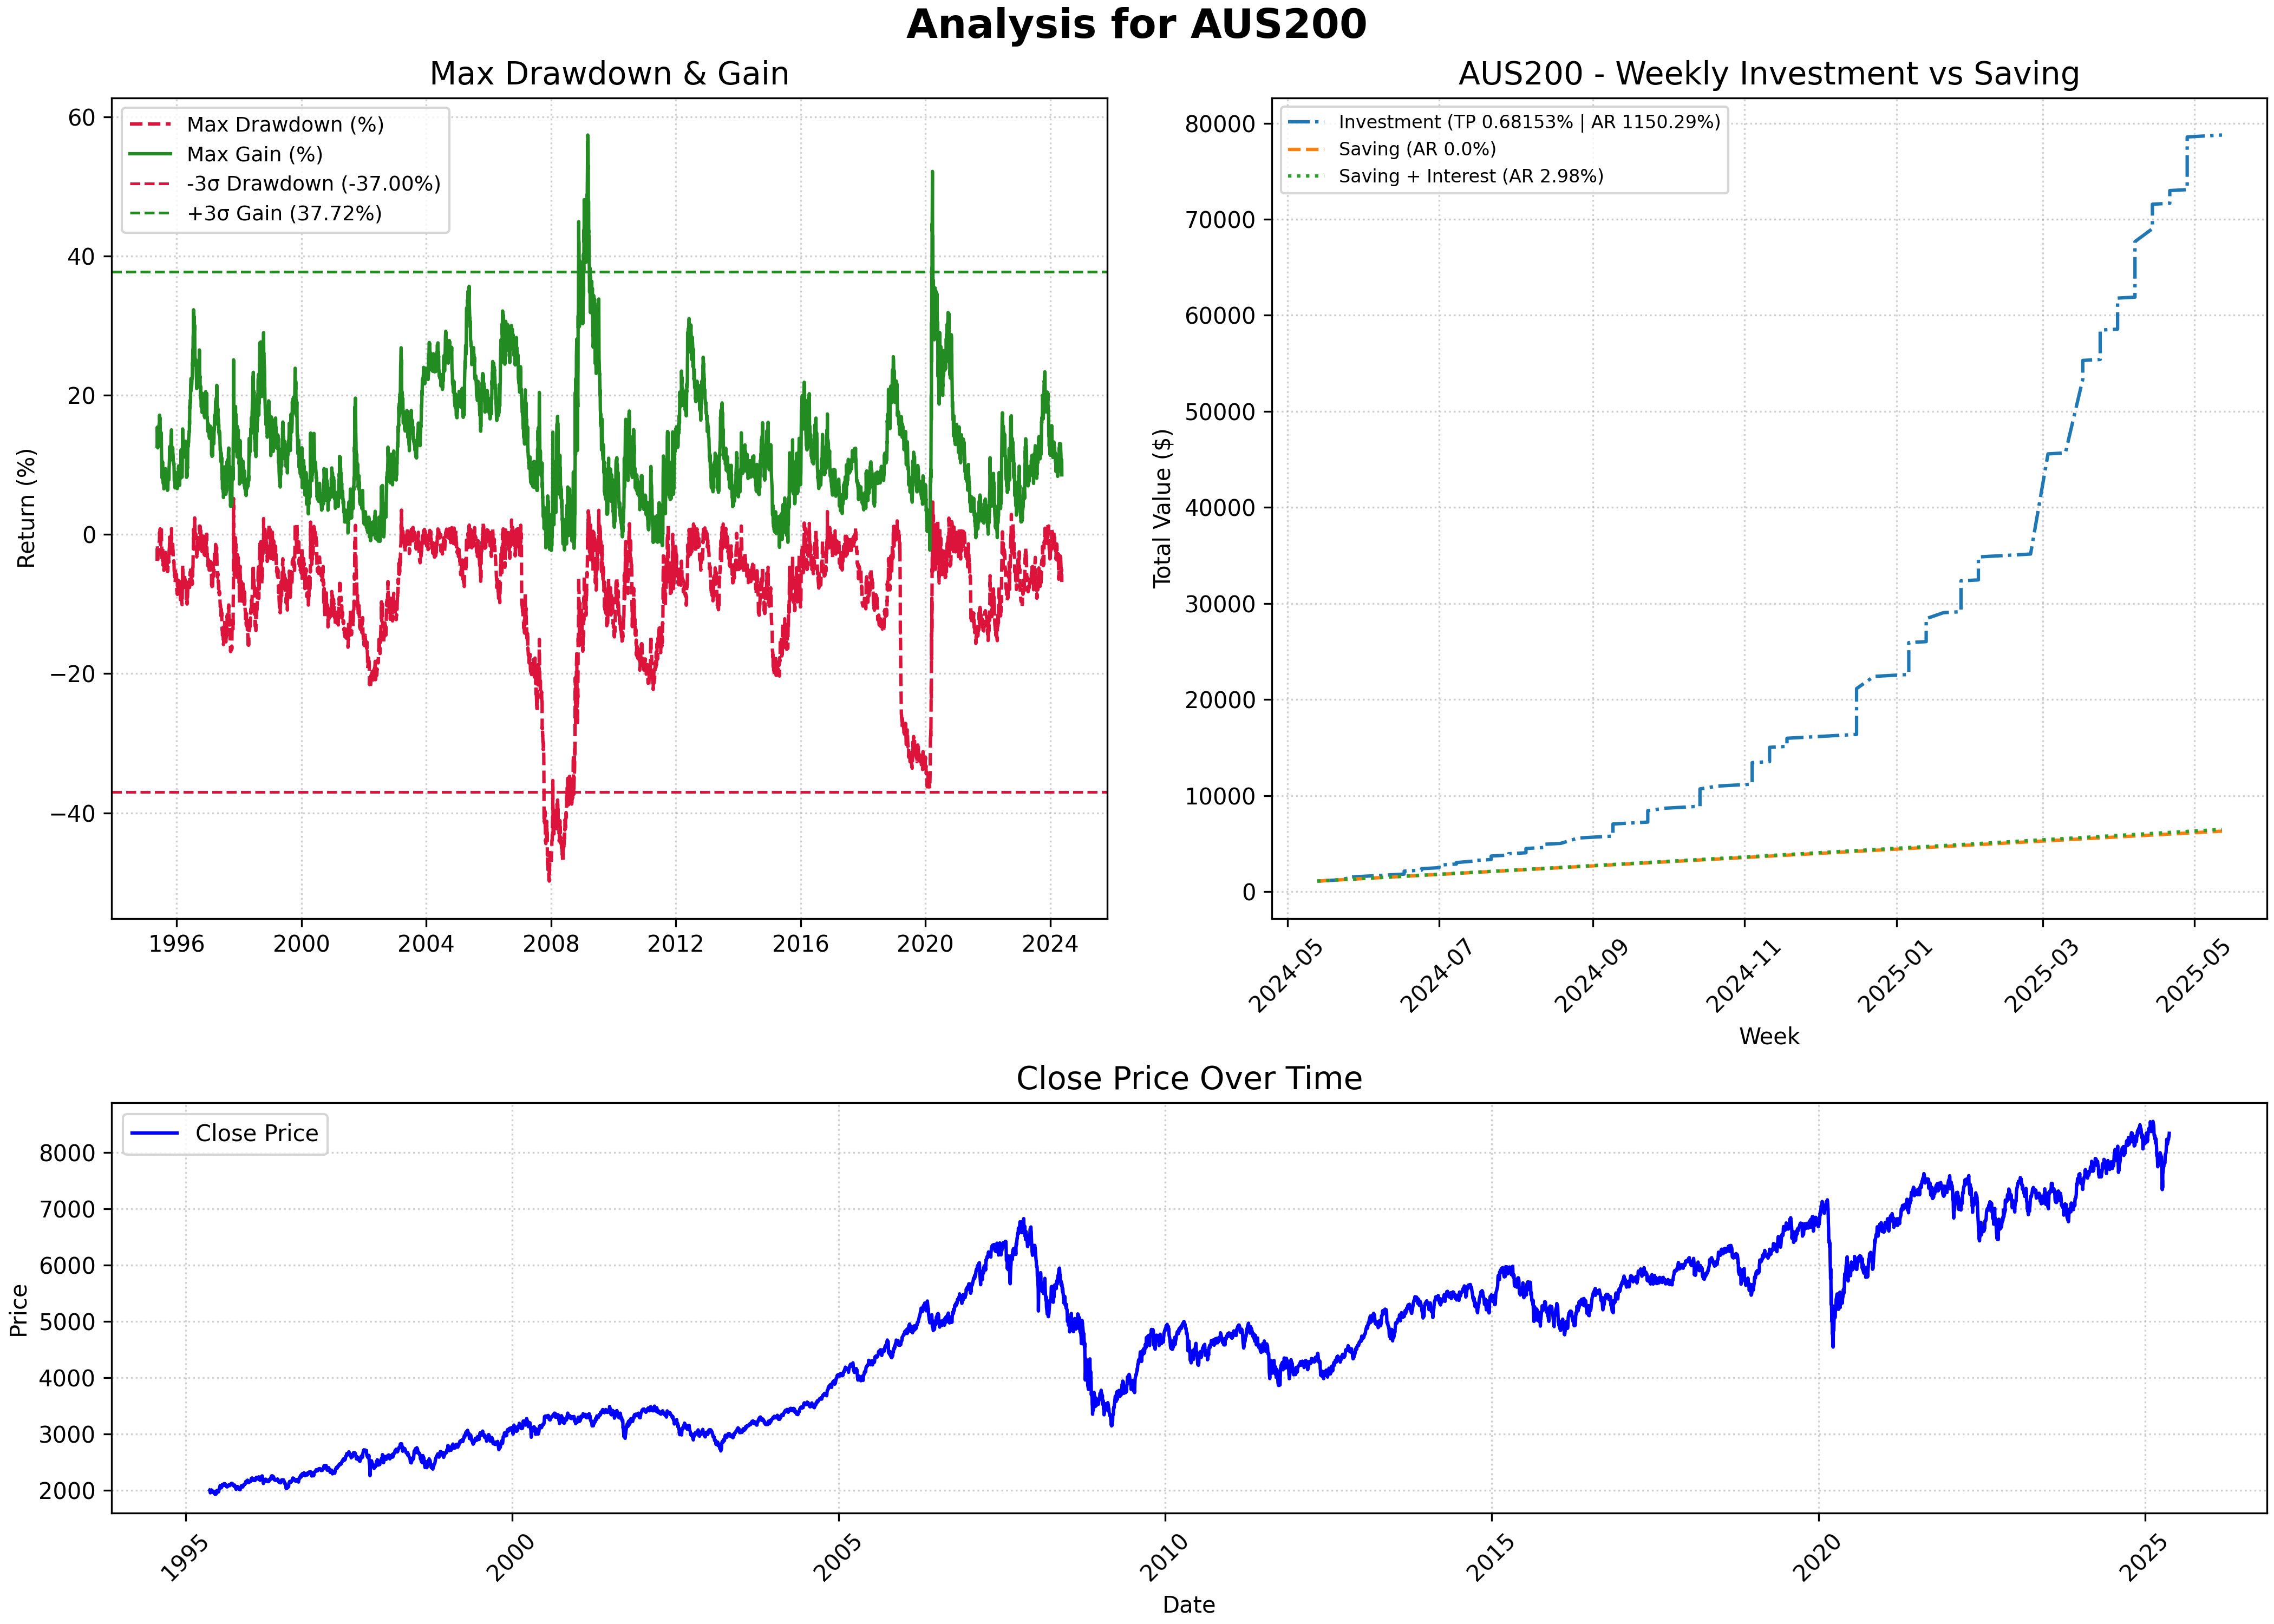 Analysis for AUS200
Max Drawdown & Gain
Max Drawdown (%)
Max Gain (%)
-3σ Drawdown (-37.00%)
+3σ Gain (37.72%)
Return (%)
60
40
20
0
−20
−40
1996 2000 2004 2008 2012 2016 2020 2024
AUS200 - Weekly Investment vs Saving
Investment (TP 0.68153% | AR 1150.29%)
Saving (AR 0.0%)
Saving + Interest (AR 2.98%)
Total Value ($)
80000
70000
60000
50000
40000
30000
20000
10000
0
2024-05 2024-07 2024-09 2024-11 2025-01 2025-03 2025-05
Week
Close Price Over Time
Close Price
Price
8000
7000
6000
5000
4000
3000
2000
1995 2000 2005 2010 2015 2020 2025
Date